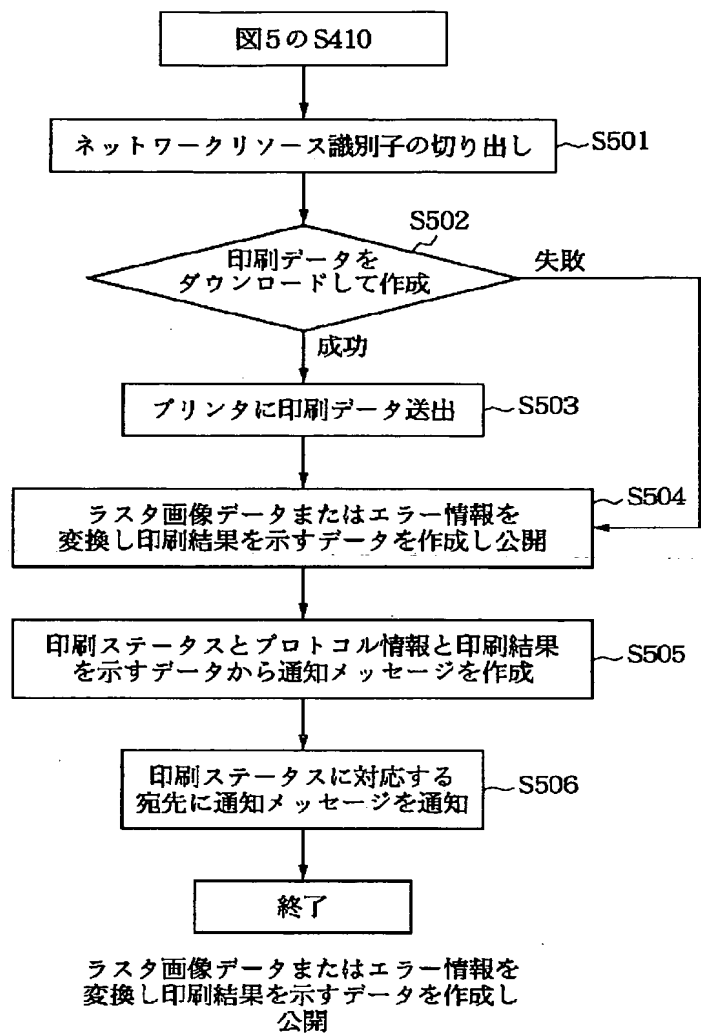 図5のS410
ネットワークリソース識別子の切り出し
S501
S502
印刷データを
ダウンロードして作成
失敗
成功
プリンタに印刷データ送出
S503
S504
ラスタ画像データまたはエラー情報を
変換し印刷結果を示すデータを作成し公開
印刷ステータスとプロトコル情報と印刷結果
を示すデータから通知メッセージを作成
S505
印刷ステータスに対応する
宛先に通知メッセージを通知
S506
終了
ラスタ画像データまたはエラー情報を
変換し印刷結果を示すデータを作成し
公開